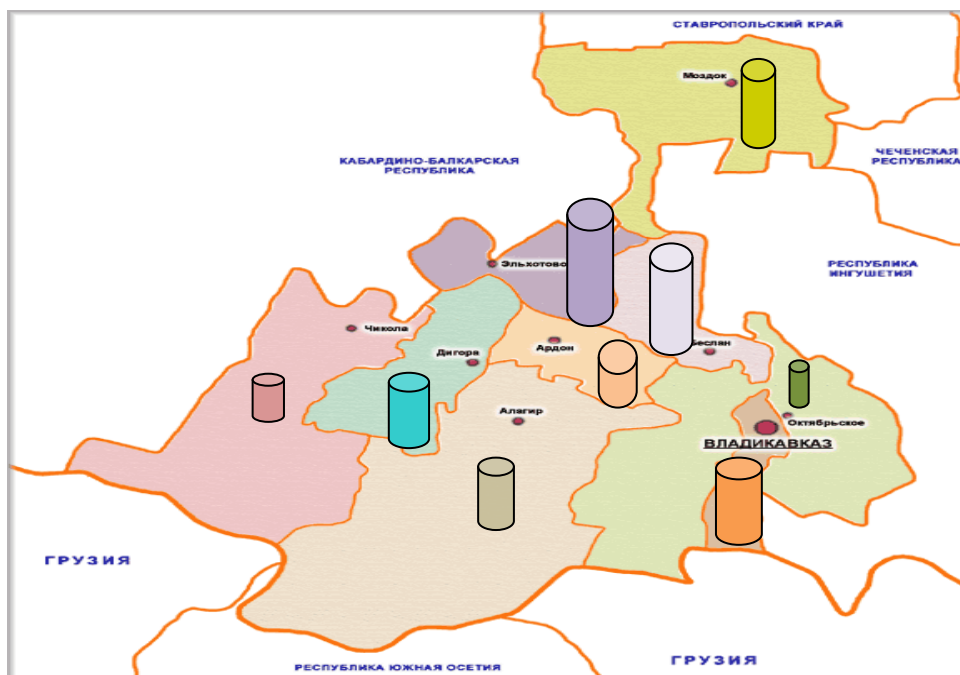 СТАВРОПОЛЬСКИЙ КРАЙ
Моздок
ЧЕЧЕНСКАЯ
РЕСПУБЛИКА
КАБАРДИНО-БАЛКАРСКАЯ
РЕСПУБЛИКА
Эльхотово
РЕСПУБЛИКА
ИНГУШЕТИЯ
Чикола
Дигора
Ардон
Беслан
Алагир
Октябрьское
ВЛАДИКАВКАЗ
ГРУЗИЯ
ГРУЗИЯ
РЕСПУБЛИКА ЮЖНАЯ ОСЕТИЯ